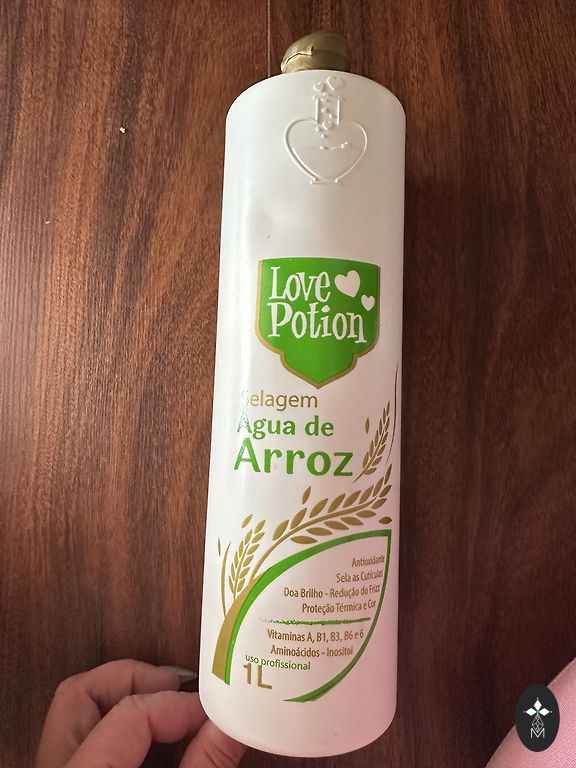 Love
Potion
Selagem
Água de
Arroz
Antioxidante
Sela as Cutículas
Doa Brilho - Redução do Frizz
Proteção Térmica e Cor
Vitaminas A, B1, B3, B6 e 6
Aminoácidos - Inositol
uso profissional
1L